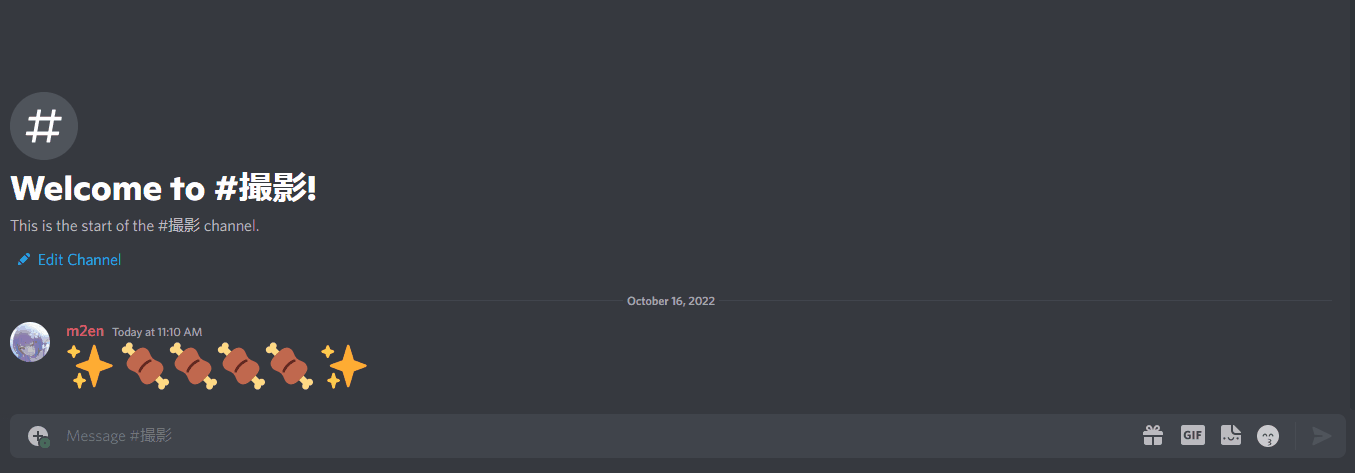 Welcome to #撮影!
This is the start of the #撮影 channel.
Edit Channel
October 16, 2022
m2en Today at 11:10 AM
✨🍖🍖🍖🍖✨
Message #撮影
GIF